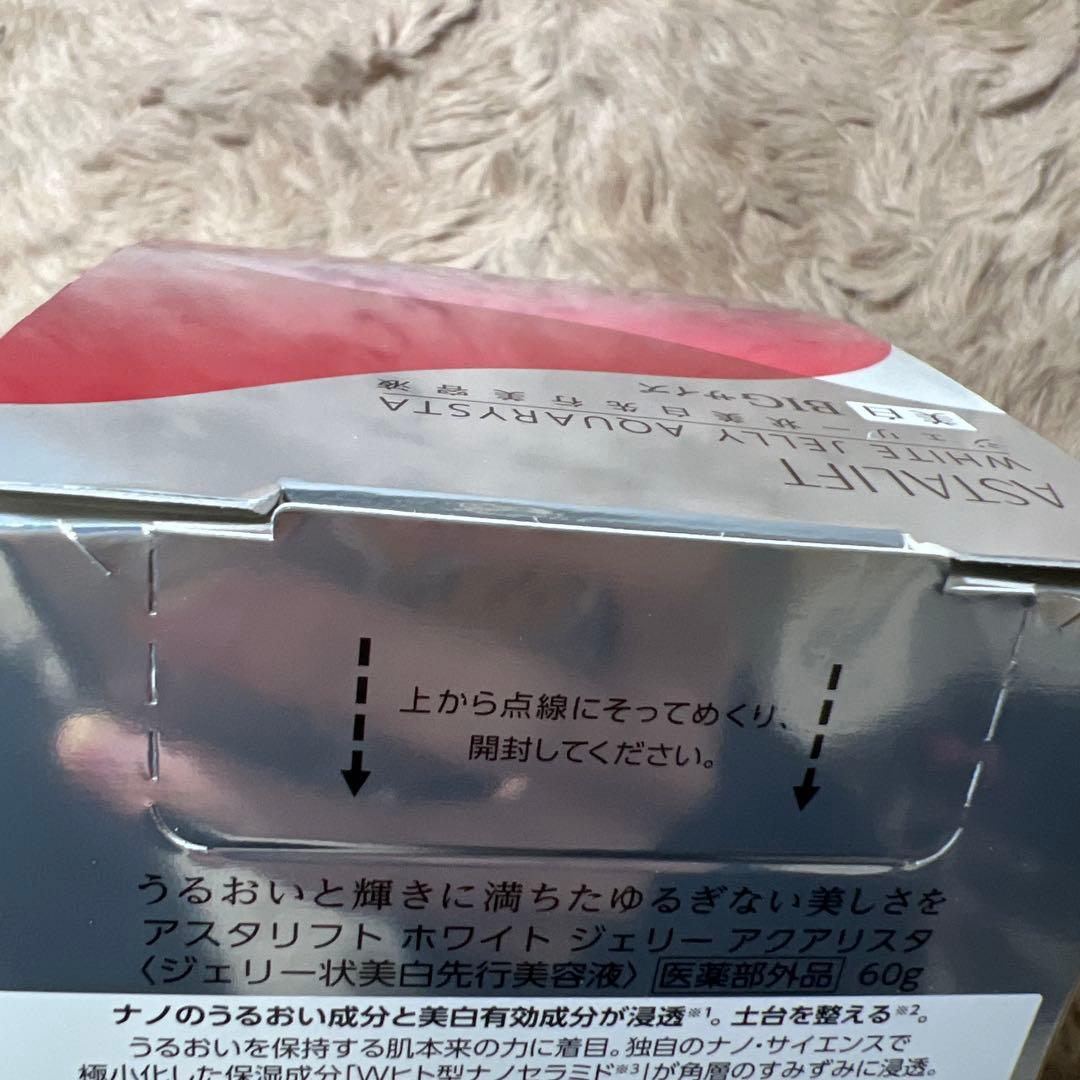 ASTALIFT
WHITE JELLY AQUARYSTA
ジェリー状美白先行美容液
美白 BIGサイズ
上から点線にそってめくり、
開封してください。
うるおいと輝きに満ちたゆるぎない美しさを
アスタリフト ホワイト ジェリー アクアリスタ
〈ジェリー状美白先行美容液〉 医薬部外品 60g
ナノのうるおい成分と美白有効成分が浸透※1。土台を整える※2。
うるおいを保持する肌本来の力に着目。独自のナノ・サイエンスで
極小化した保湿成分「Wヒト型ナノセラミド※3」が角層のすみずみに浸透。